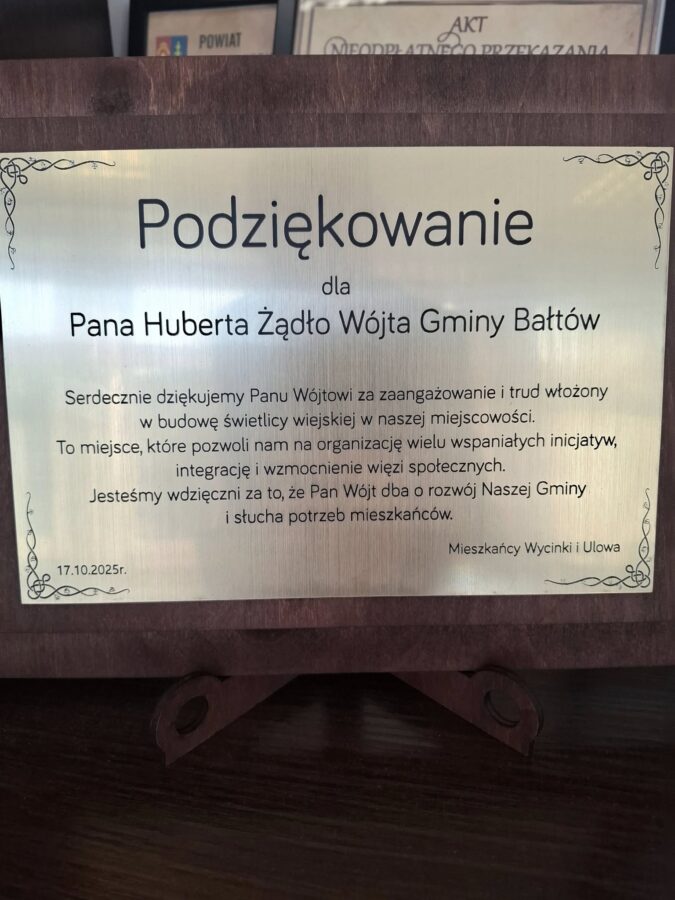 POWIAT
AKT
NIEODPŁATNEGO PRZEKAZANIA
Podziękowanie
dla
Pana Huberta Żądło Wójta Gminy Bałtów
Serdecznie dziękujemy Panu Wójtowi za zaangażowanie i trud włożony
w budowę świetlicy wiejskiej w naszej miejscowości.
To miejsce, które pozwoli nam na organizację wielu wspaniałych inicjatyw,
integrację i wzmocnienie więzi społecznych.
Jesteśmy wdzięczni za to, że Pan Wójt dba o rozwój Naszej Gminy
i słucha potrzeb mieszkańców.
Mieszkańcy Wycinki i Ulowa
17.10.2025r.